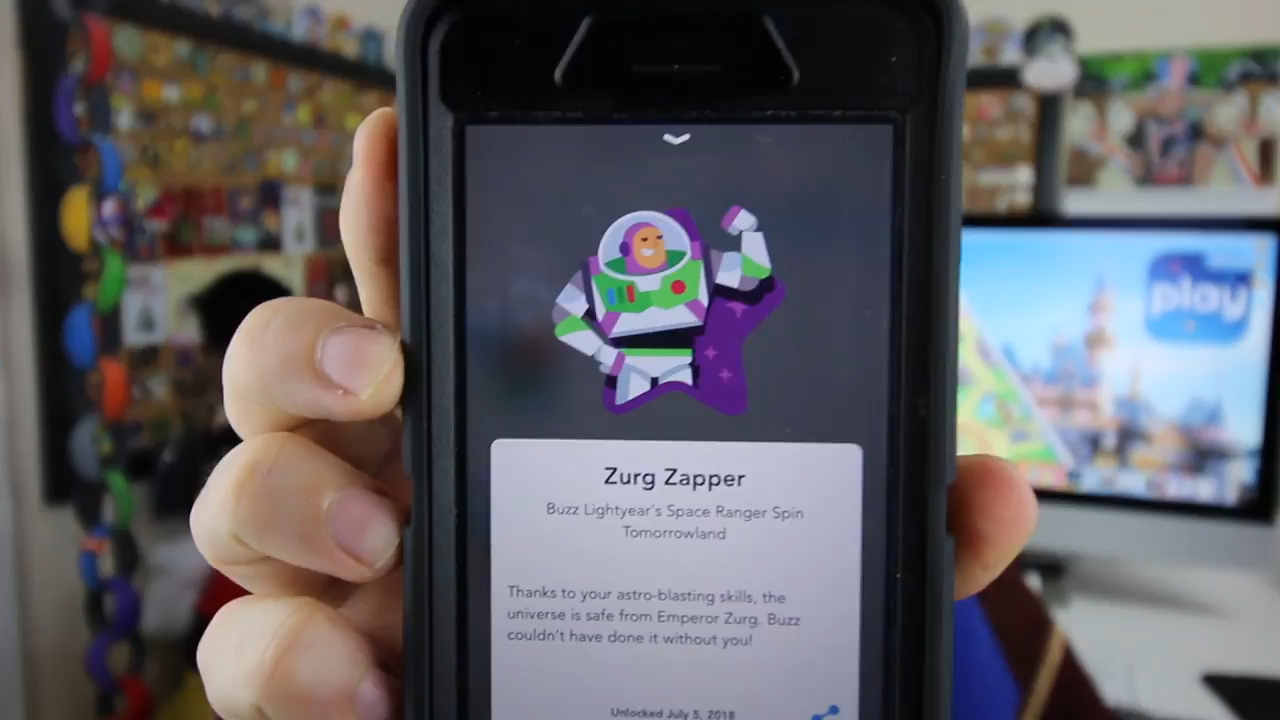 Zurg Zapper
Buzz Lightyear's Space Ranger Spin
Tomorrowland
Thanks to your astro-blasting skills, the
universe is safe from Emperor Zurg. Buzz
couldn't have done it without you!
Unlocked July 5, 2018
play